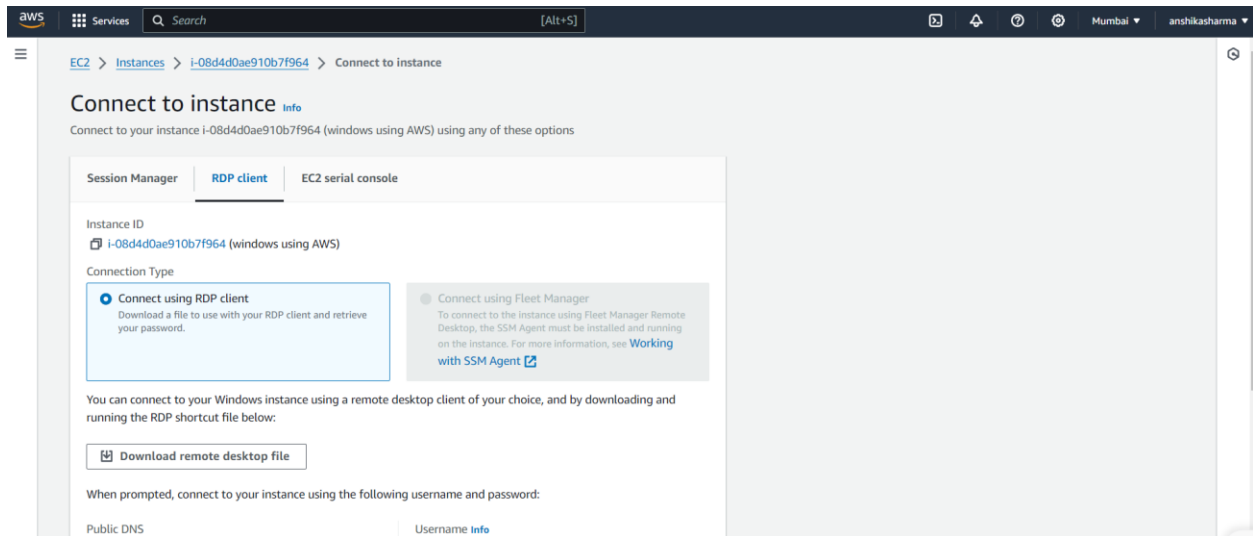 aws
Services
Search
[Alt+S]
Mumbai ▼
anshikasharma ▼
EC2 > Instances > i-08d4d0ae910b7f964 > Connect to instance
Connect to instance Info
Connect to your instance i-08d4d0ae910b7f964 (windows using AWS) using any of these options
Session Manager
RDP client
EC2 serial console
Instance ID
i-08d4d0ae910b7f964 (windows using AWS)
Connection Type
Connect using RDP client
Download a file to use with your RDP client and retrieve
your password.
Connect using Fleet Manager
To connect to the instance using Fleet Manager Remote
Desktop, the SSM Agent must be installed and running
on the instance. For more information, see Working
with SSM Agent
You can connect to your Windows instance using a remote desktop client of your choice, and by downloading and
running the RDP shortcut file below:
Download remote desktop file
When prompted, connect to your instance using the following username and password:
Public DNS
Username Info